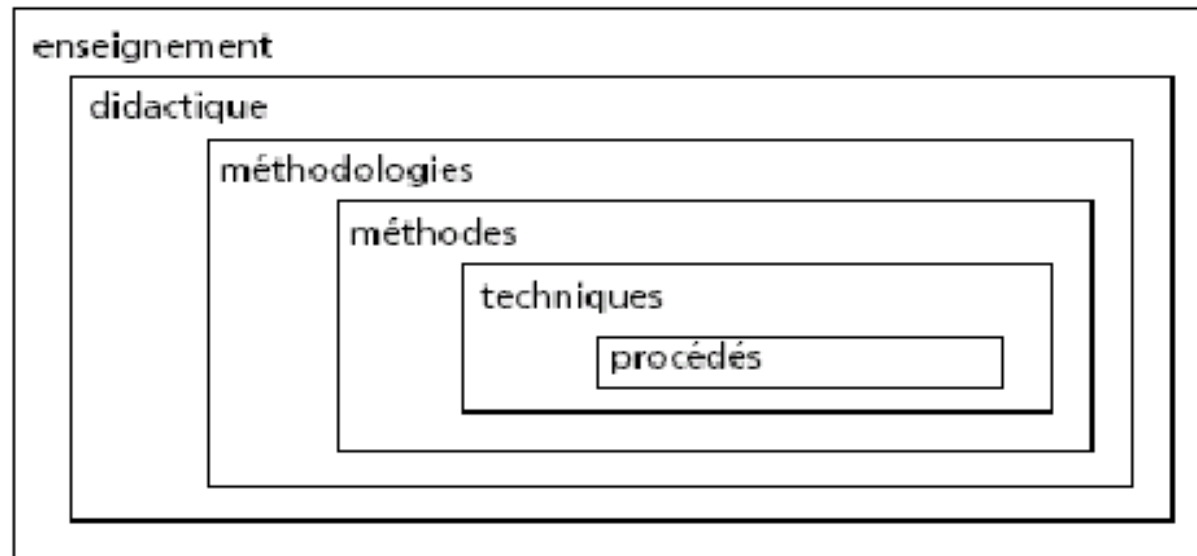 enseignement
didactique
méthodologies
méthodes
techniques
procédés